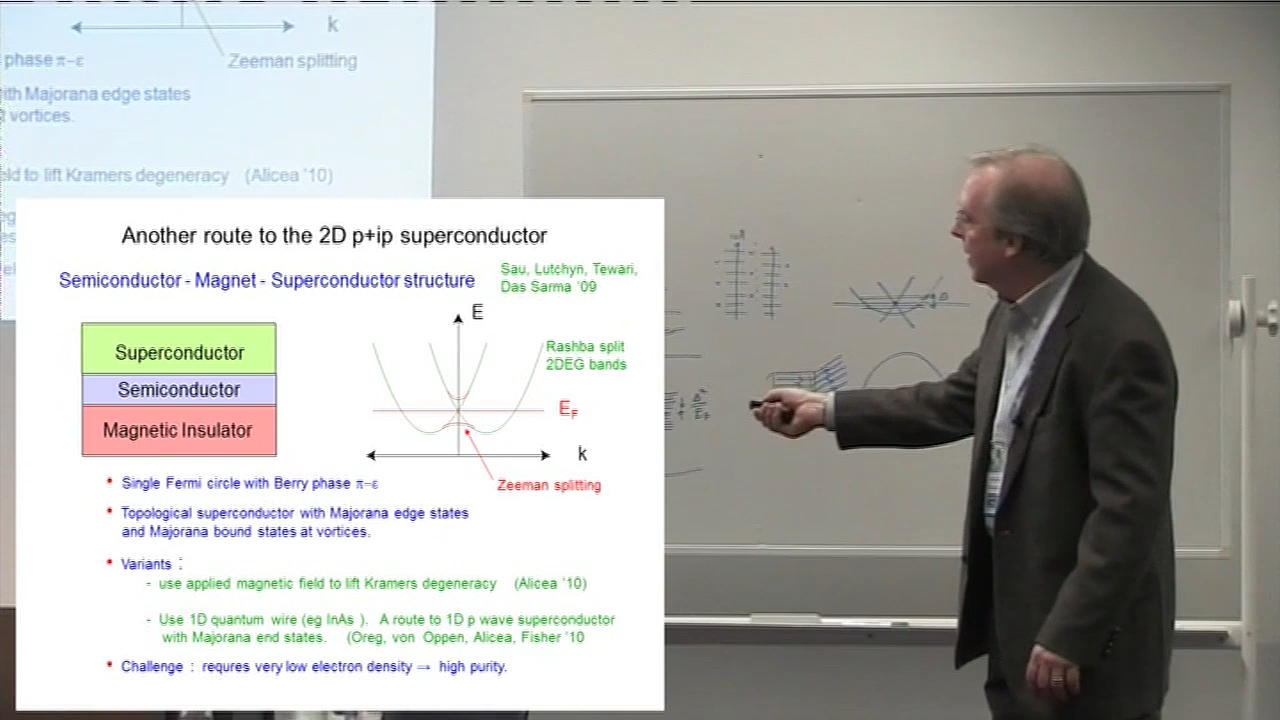 k
phase π−ε
Zeeman splitting
ith Majorana edge states
t vortices.
eld to lift Kramers degeneracy (Alicea '10)
Another route to the 2D p+ip superconductor
Semiconductor - Magnet - Superconductor structure
Sau, Lutchyn, Tewari,
Das Sarma '09
E
Superconductor
Semiconductor
Magnetic Insulator
Rashba split
2DEG bands
EF
k
Zeeman splitting
• Single Fermi circle with Berry phase π−ε
• Topological superconductor with Majorana edge states
and Majorana bound states at vortices.
• Variants :
- use applied magnetic field to lift Kramers degeneracy (Alicea '10)
- Use 1D quantum wire (eg InAs ). A route to 1D p wave superconductor
with Majorana end states. (Oreg, von Oppen, Alicea, Fisher '10
• Challenge : requres very low electron density → high purity.